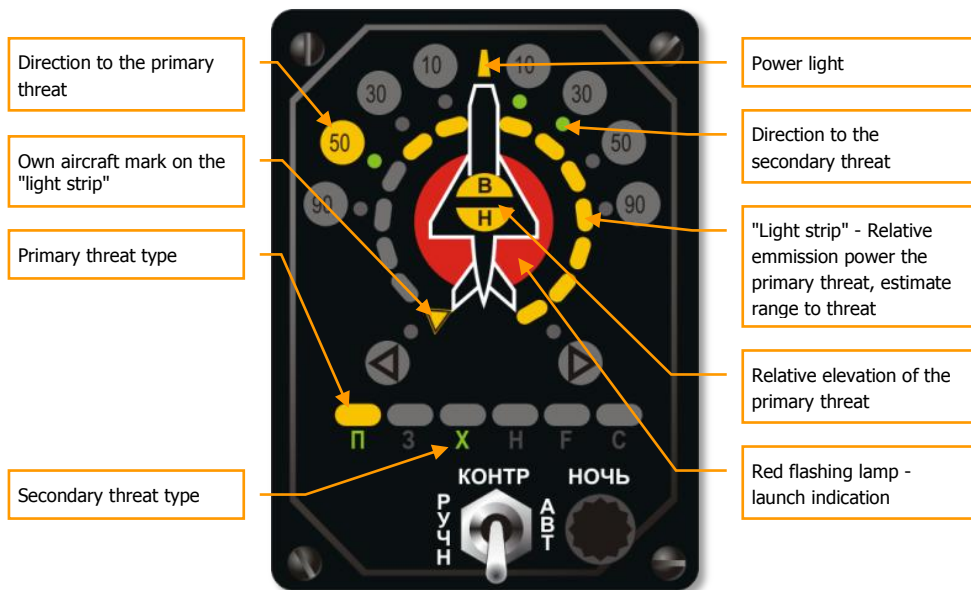 Direction to the primary
threat
Own aircraft mark on the
"light strip"
Primary threat type
Secondary threat type
10
10
30
30
50
50
90
90
В
Н
П З Х Н F С
КОНТР
НОЧЬ
РУЧН
АВТ
Power light
Direction to the
secondary threat
"Light strip" - Relative
emmission power the
primary threat, estimate
range to threat
Relative elevation of the
primary threat
Red flashing lamp -
launch indication